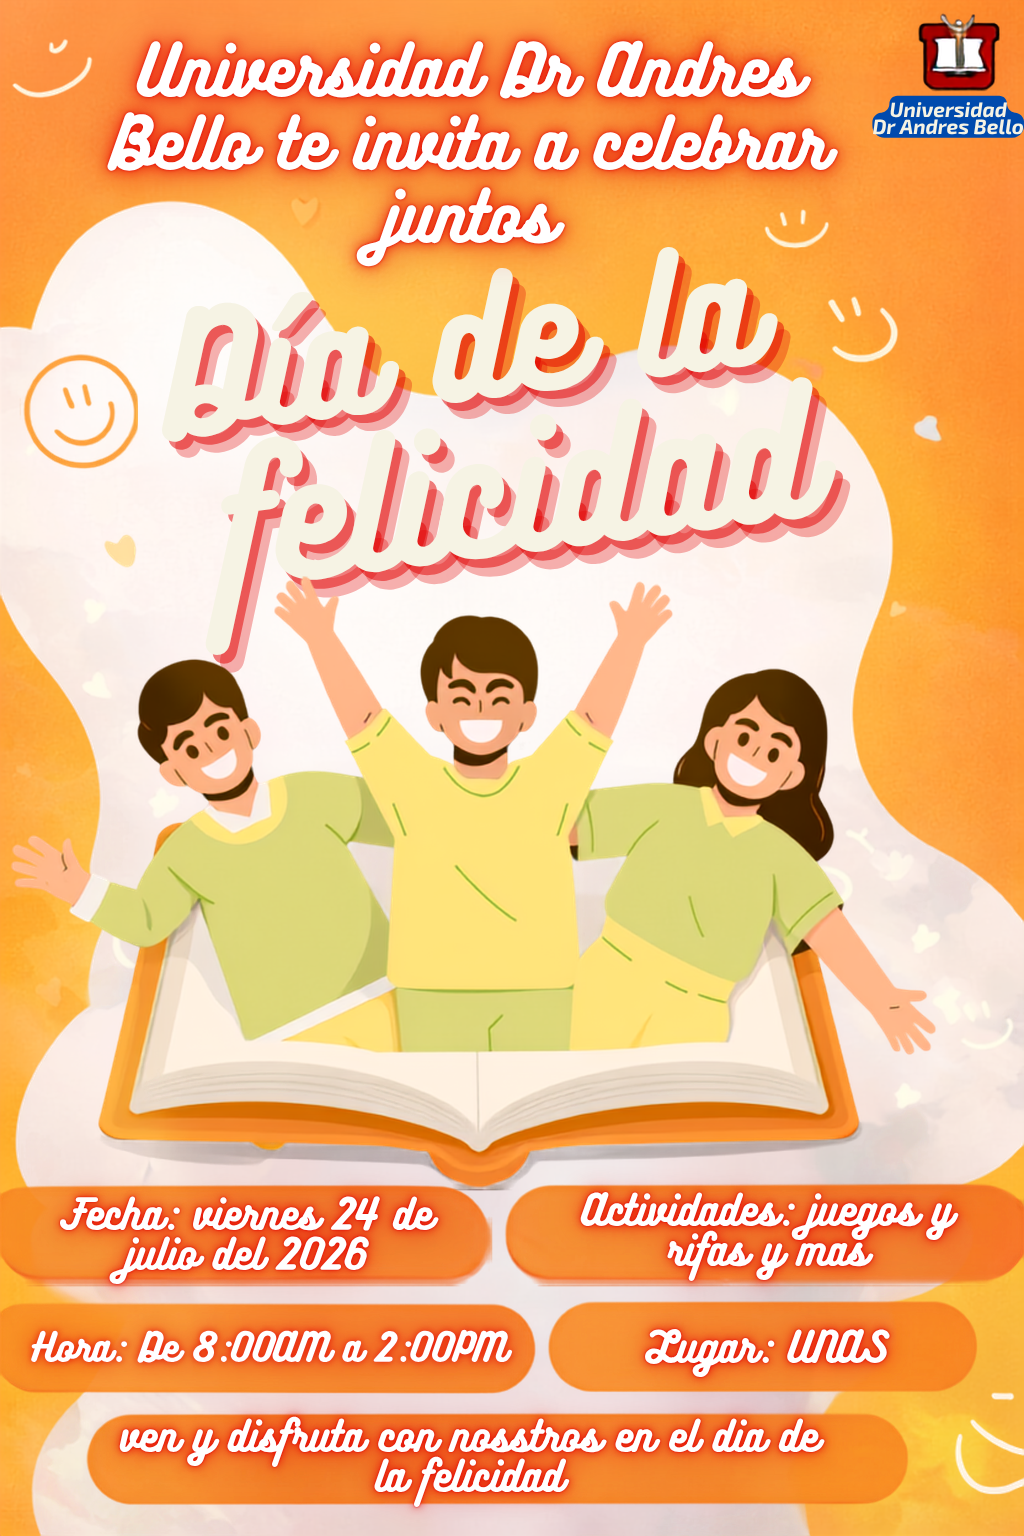 Universidad Dr Andres
Bello te invita a celebrar
juntos
Universidad
Dr Andres Bello
Día de la
felicidad
Fecha: viernes 24 de
julio del 2026
Actividades: juegos y
rifas y mas
Hora: De 8:00AM a 2:00PM
Lugar: UNAS
ven y disfruta con nosstros en el dia de
la felicidad